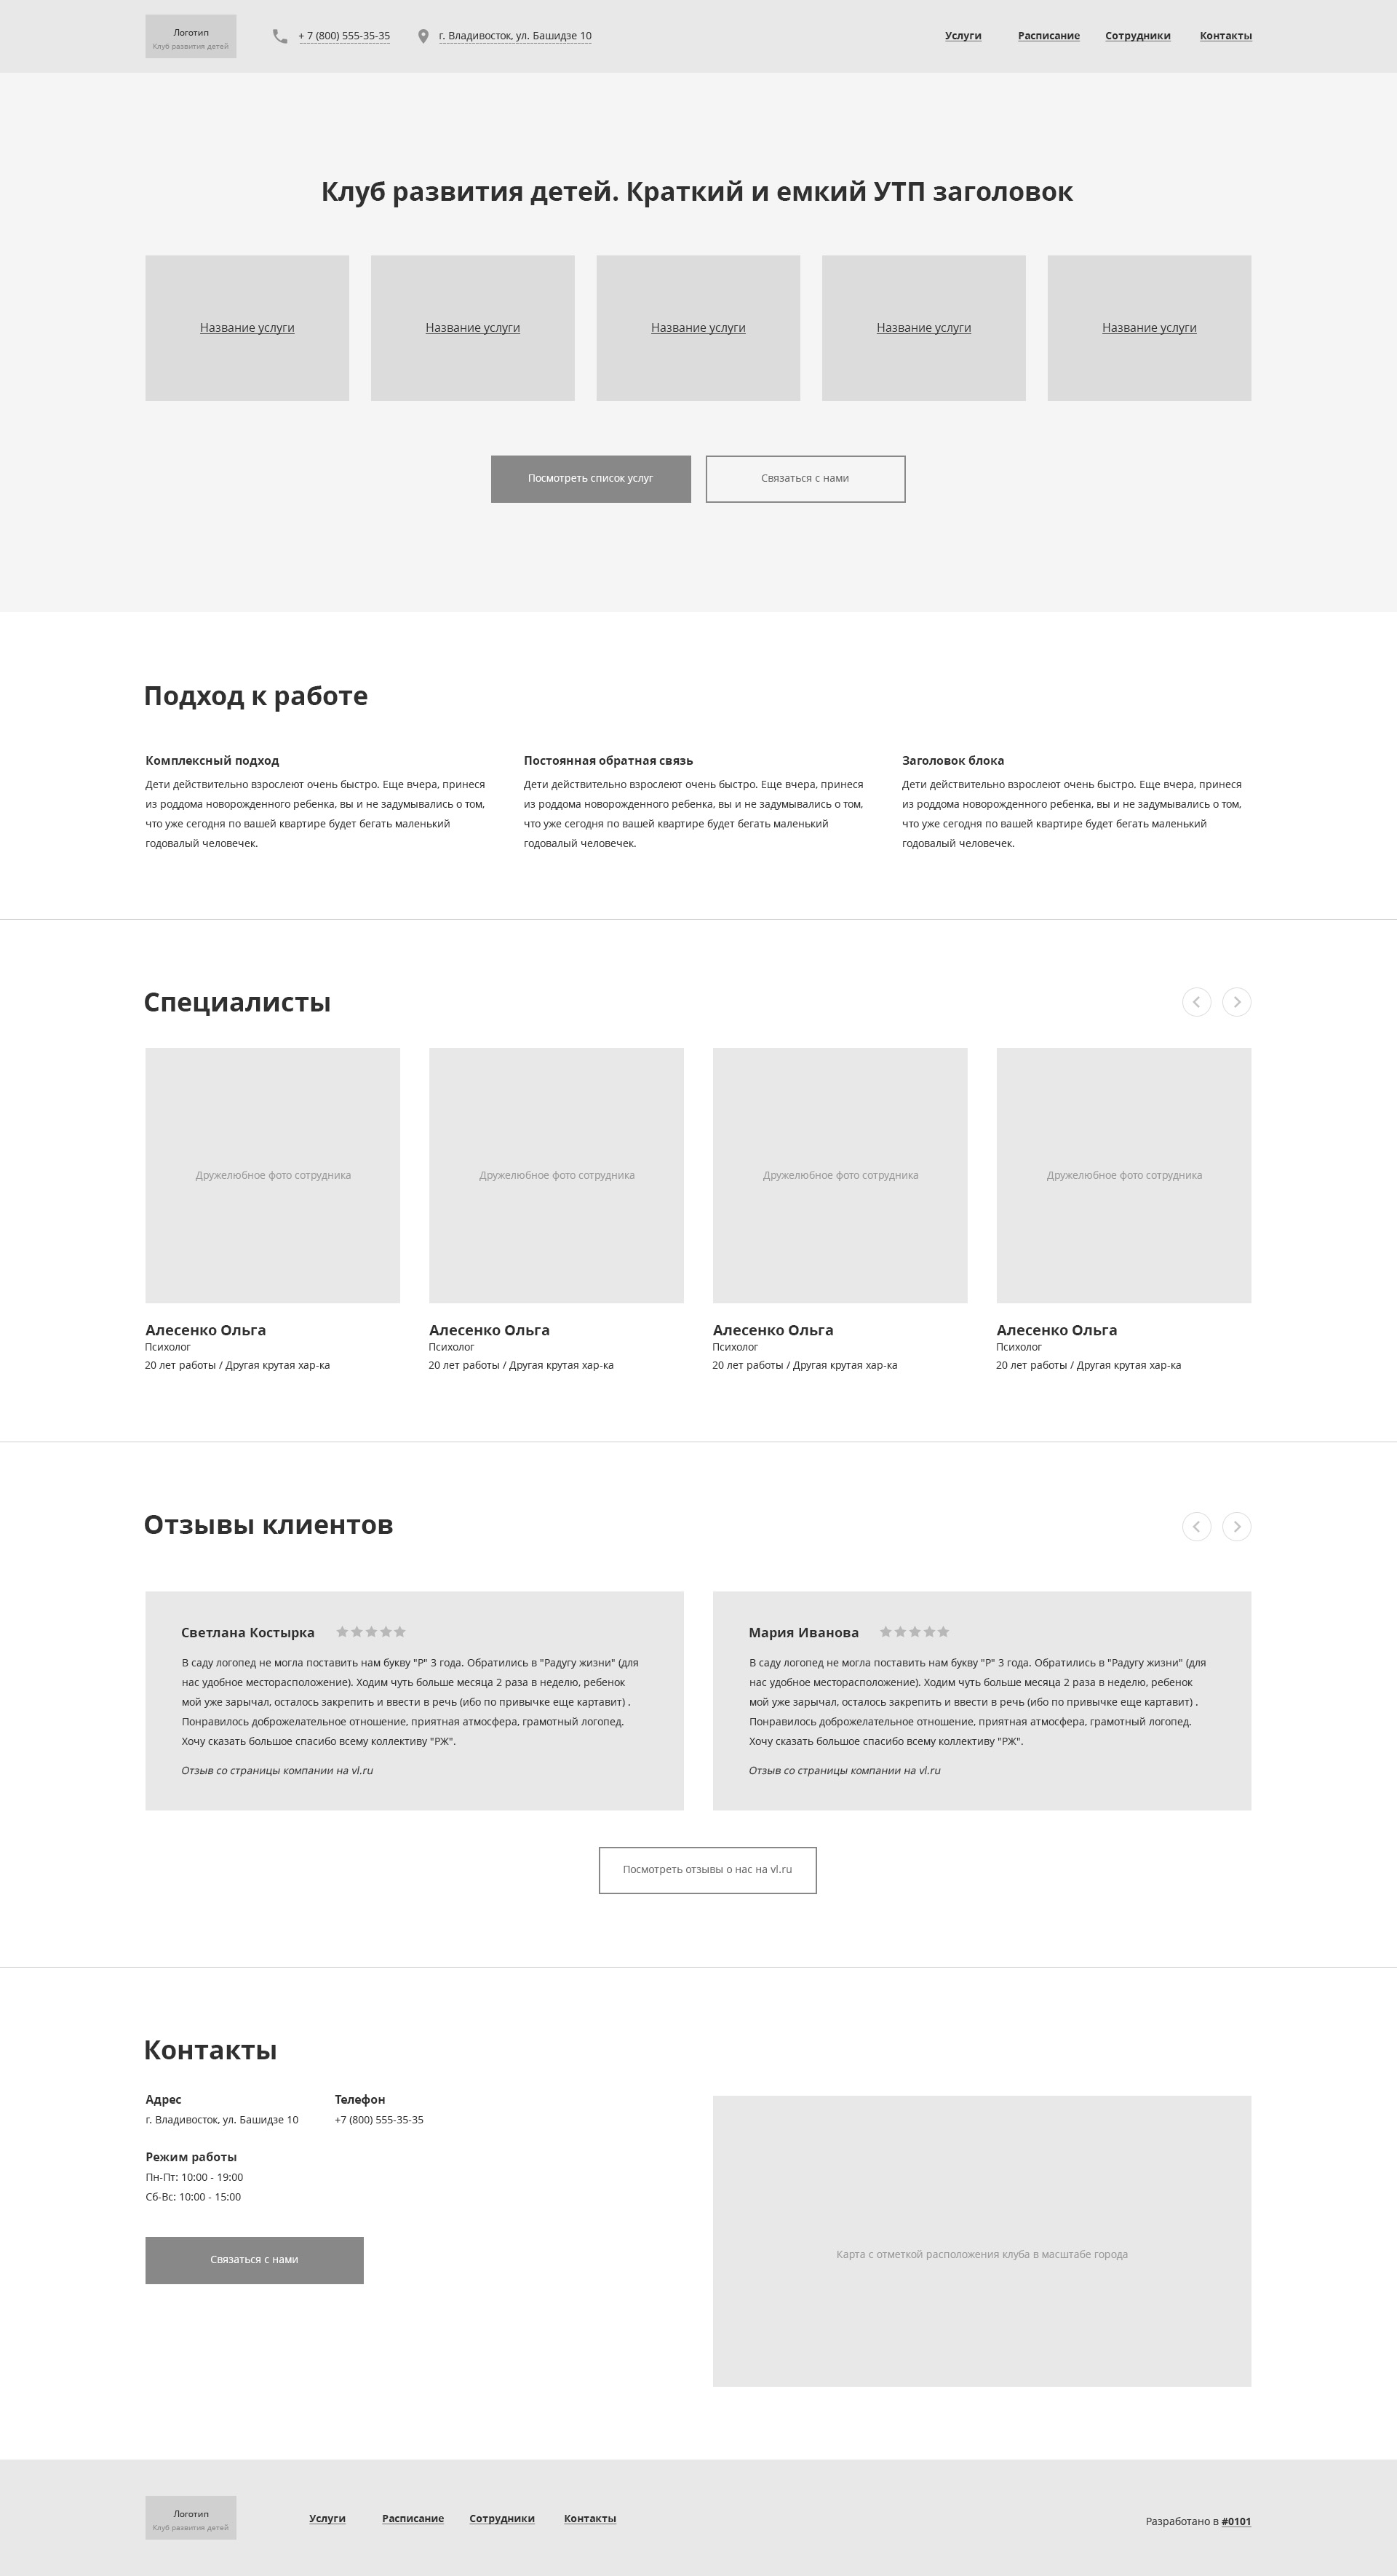 Логотип
Клуб развития детей
+ 7 (800) 555-35-35
г. Владивосток, ул. Башидзе 10
Услуги
Расписание
Сотрудники
Контакты
Клуб развития детей. Краткий и емкий УТП заголовок
Название услуги
Название услуги
Название услуги
Название услуги
Название услуги
Посмотреть список услуг
Связаться с нами
Подход к работе
Комплексный подход
Дети действительно взрослеют очень быстро. Еще вчера, принеся
из роддома новорожденного ребенка, вы и не задумывались о том,
что уже сегодня по вашей квартире будет бегать маленький
годовалый человечек.
Постоянная обратная связь
Дети действительно взрослеют очень быстро. Еще вчера, принеся
из роддома новорожденного ребенка, вы и не задумывались о том,
что уже сегодня по вашей квартире будет бегать маленький
годовалый человечек.
Заголовок блока
Дети действительно взрослеют очень быстро. Еще вчера, принеся
из роддома новорожденного ребенка, вы и не задумывались о том,
что уже сегодня по вашей квартире будет бегать маленький
годовалый человечек.
Специалисты
Дружелюбное фото сотрудника
Дружелюбное фото сотрудника
Дружелюбное фото сотрудника
Дружелюбное фото сотрудника
Алесенко Ольга
Психолог
20 лет работы / Другая крутая хар-ка
Алесенко Ольга
Психолог
20 лет работы / Другая крутая хар-ка
Алесенко Ольга
Психолог
20 лет работы / Другая крутая хар-ка
Алесенко Ольга
Психолог
20 лет работы / Другая крутая хар-ка
Отзывы клиентов
Светлана Костырка
В саду логопед не могла поставить нам букву "Р" 3 года. Обратились в "Радугу жизни" (для
нас удобное месторасположение). Ходим чуть больше месяца 2 раза в неделю, ребенок
мой уже зарычал, осталось закрепить и ввести в речь (ибо по привычке еще картавит) .
Понравилось доброжелательное отношение, приятная атмосфера, грамотный логопед.
Хочу сказать большое спасибо всему коллективу "РЖ".
Отзыв со страницы компании на vl.ru
Мария Иванова
В саду логопед не могла поставить нам букву "Р" 3 года. Обратились в "Радугу жизни" (для
нас удобное месторасположение). Ходим чуть больше месяца 2 раза в неделю, ребенок
мой уже зарычал, осталось закрепить и ввести в речь (ибо по привычке еще картавит) .
Понравилось доброжелательное отношение, приятная атмосфера, грамотный логопед.
Хочу сказать большое спасибо всему коллективу "РЖ".
Отзыв со страницы компании на vl.ru
Посмотреть отзывы о нас на vl.ru
Контакты
Адрес
г. Владивосток, ул. Башидзе 10
Телефон
+7 (800) 555-35-35
Режим работы
Пн-Пт: 10:00 - 19:00
Сб-Вс: 10:00 - 15:00
Связаться с нами
Карта с отметкой расположения клуба в масштабе города
Логотип
Клуб развития детей
Услуги
Расписание
Сотрудники
Контакты
Разработано в #0101